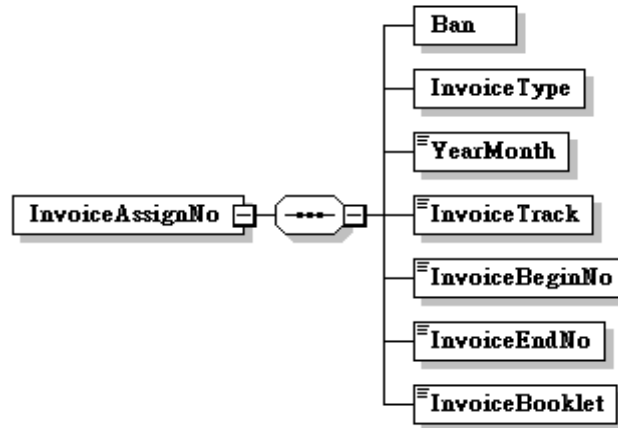 Ban
InvoiceType
YearMonth
InvoiceAssignNo
InvoiceTrack
InvoiceBeginNo
InvoiceEndNo
InvoiceBooklet